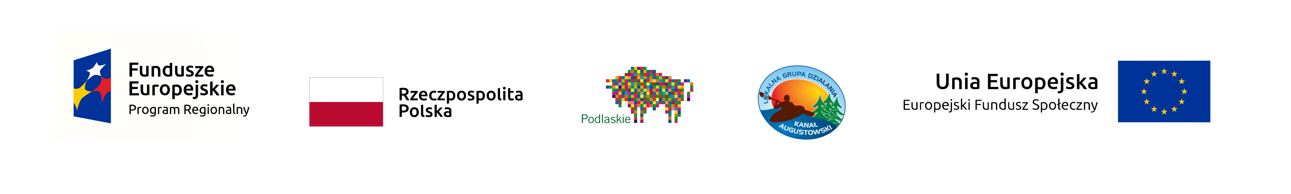 Fundusze
Europejskie
Program Regionalny
Rzeczpospolita
Polska
Podlaskie
LOKALNA GRUPA DZIAŁANIA
KANAŁ
AUGUSTOWSKI
Unia Europejska
Europejski Fundusz Społeczny